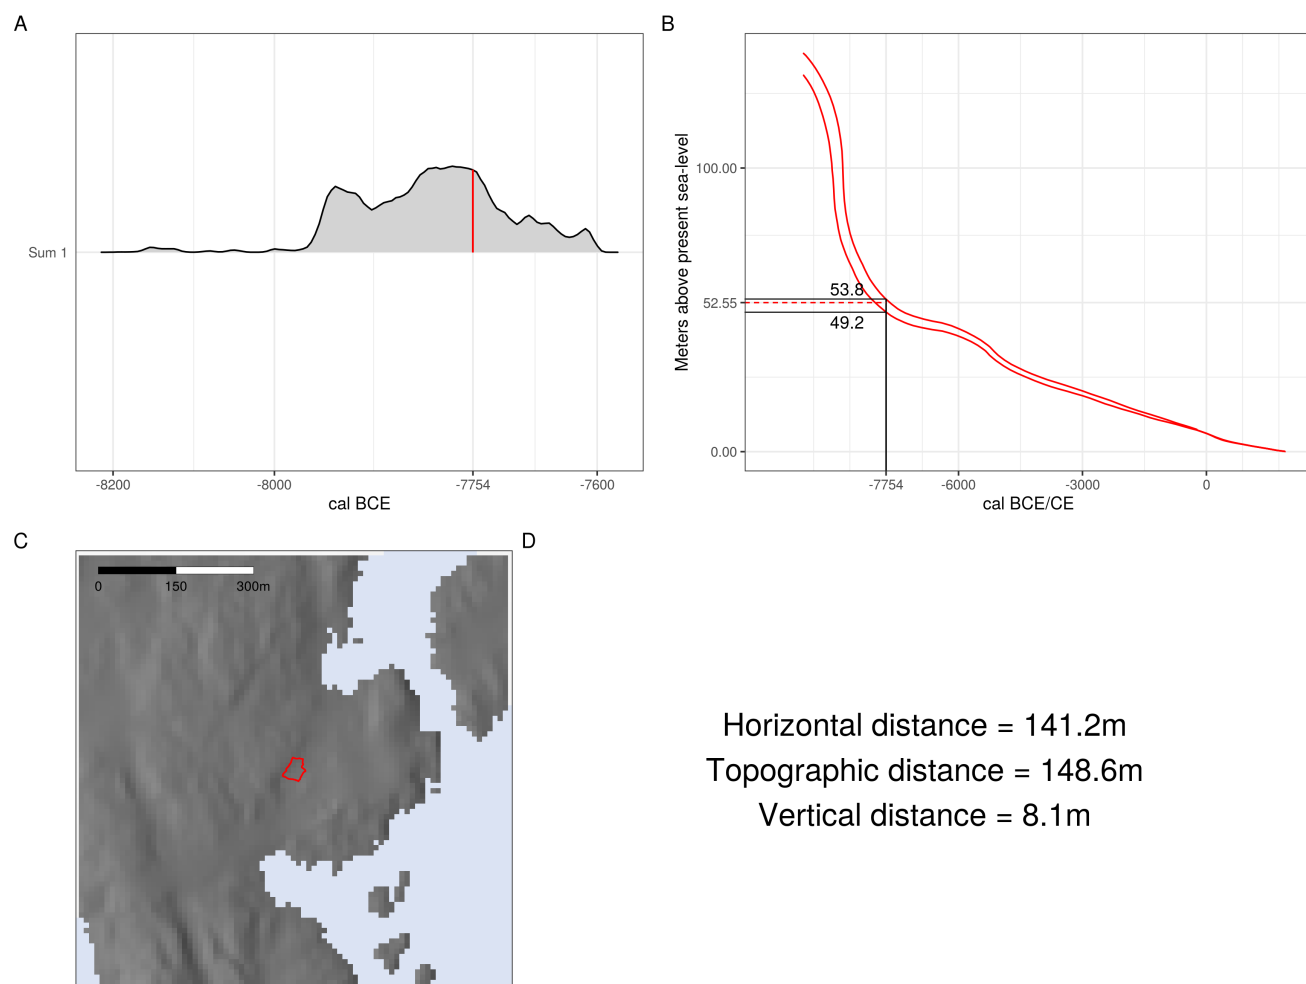 A
Sum 1
-8200 -8000 -7754 -7600
cal BCE
B
Meters above present sea-level
100.00
52.55
0.00
53.8
49.2
-7754 -6000 -3000 0
cal BCE/CE
C
0 150 300m
D
Horizontal distance = 141.2m
Topographic distance = 148.6m
Vertical distance = 8.1m